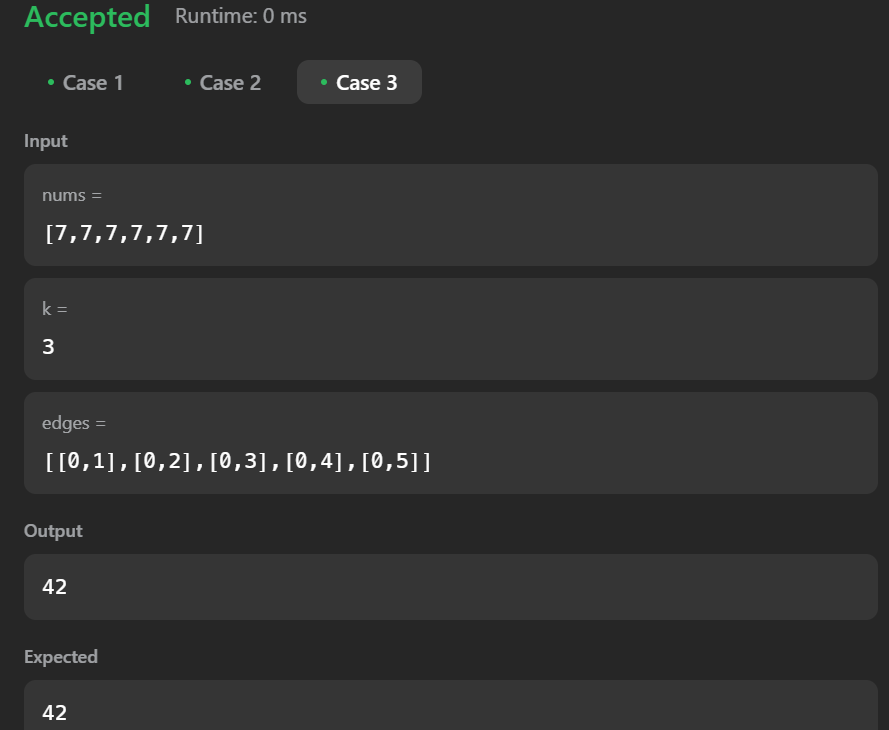 Accepted Runtime: 0 ms
Case 1 Case 2 Case 3
Input
nums =
[7,7,7,7,7,7]
k =
3
edges =
[[0,1],[0,2],[0,3],[0,4],[0,5]]
Output
42
Expected
42